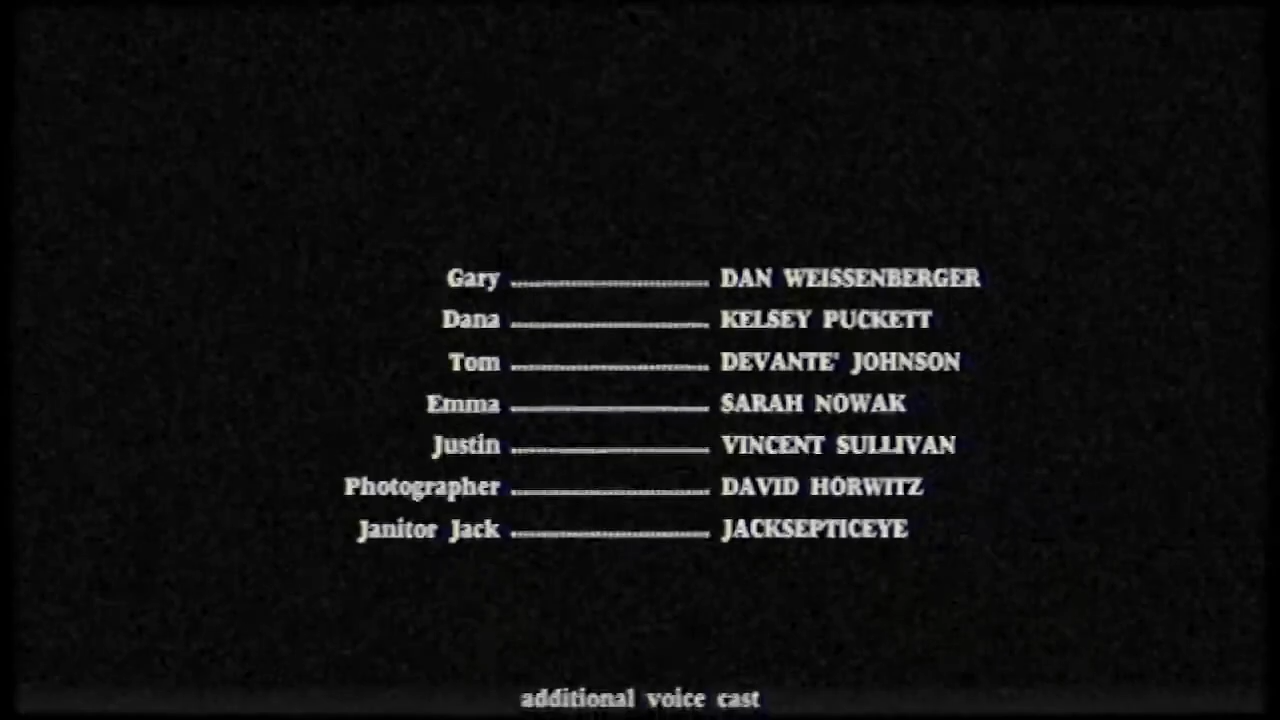 Gary ........................................ DAN WEISSENBERGER
Dana ........................................ KELSEY PUCKETT
Tom ........................................ DEVANTE' JOHNSON
Emma ........................................ SARAH NOWAK
Justin ........................................ VINCENT SULLIVAN
Photographer ........................................ DAVID HORWITZ
Janitor Jack ........................................ JACKSEPTICEYE
additional voice cast